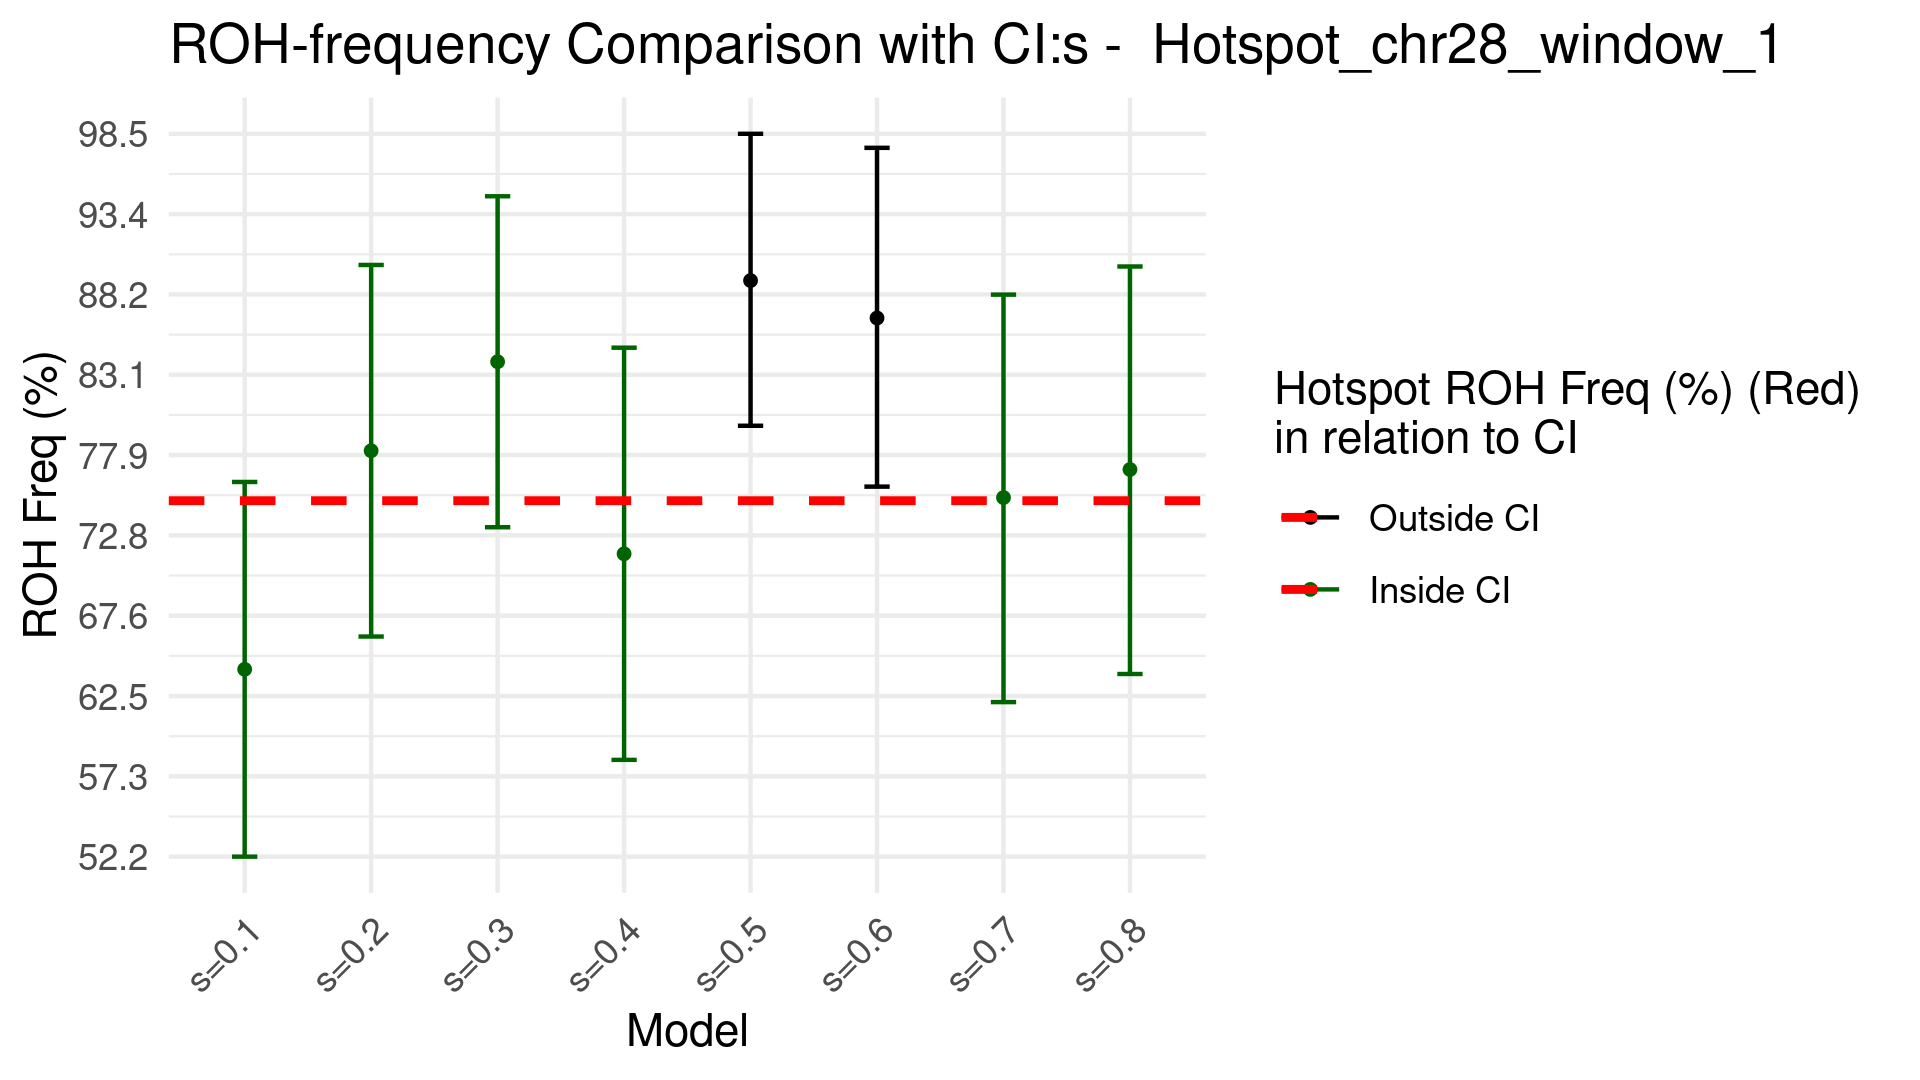 ROH-frequency Comparison with CI:s -  Hotspot_chr28_window_1
ROH Freq (%)
98.5
93.4
88.2
83.1
77.9
72.8
67.6
62.5
57.3
52.2
s=0.1
s=0.2
s=0.3
s=0.4
s=0.5
s=0.6
s=0.7
s=0.8
Model
Hotspot ROH Freq (%) (Red)
in relation to CI
Outside CI
Inside CI